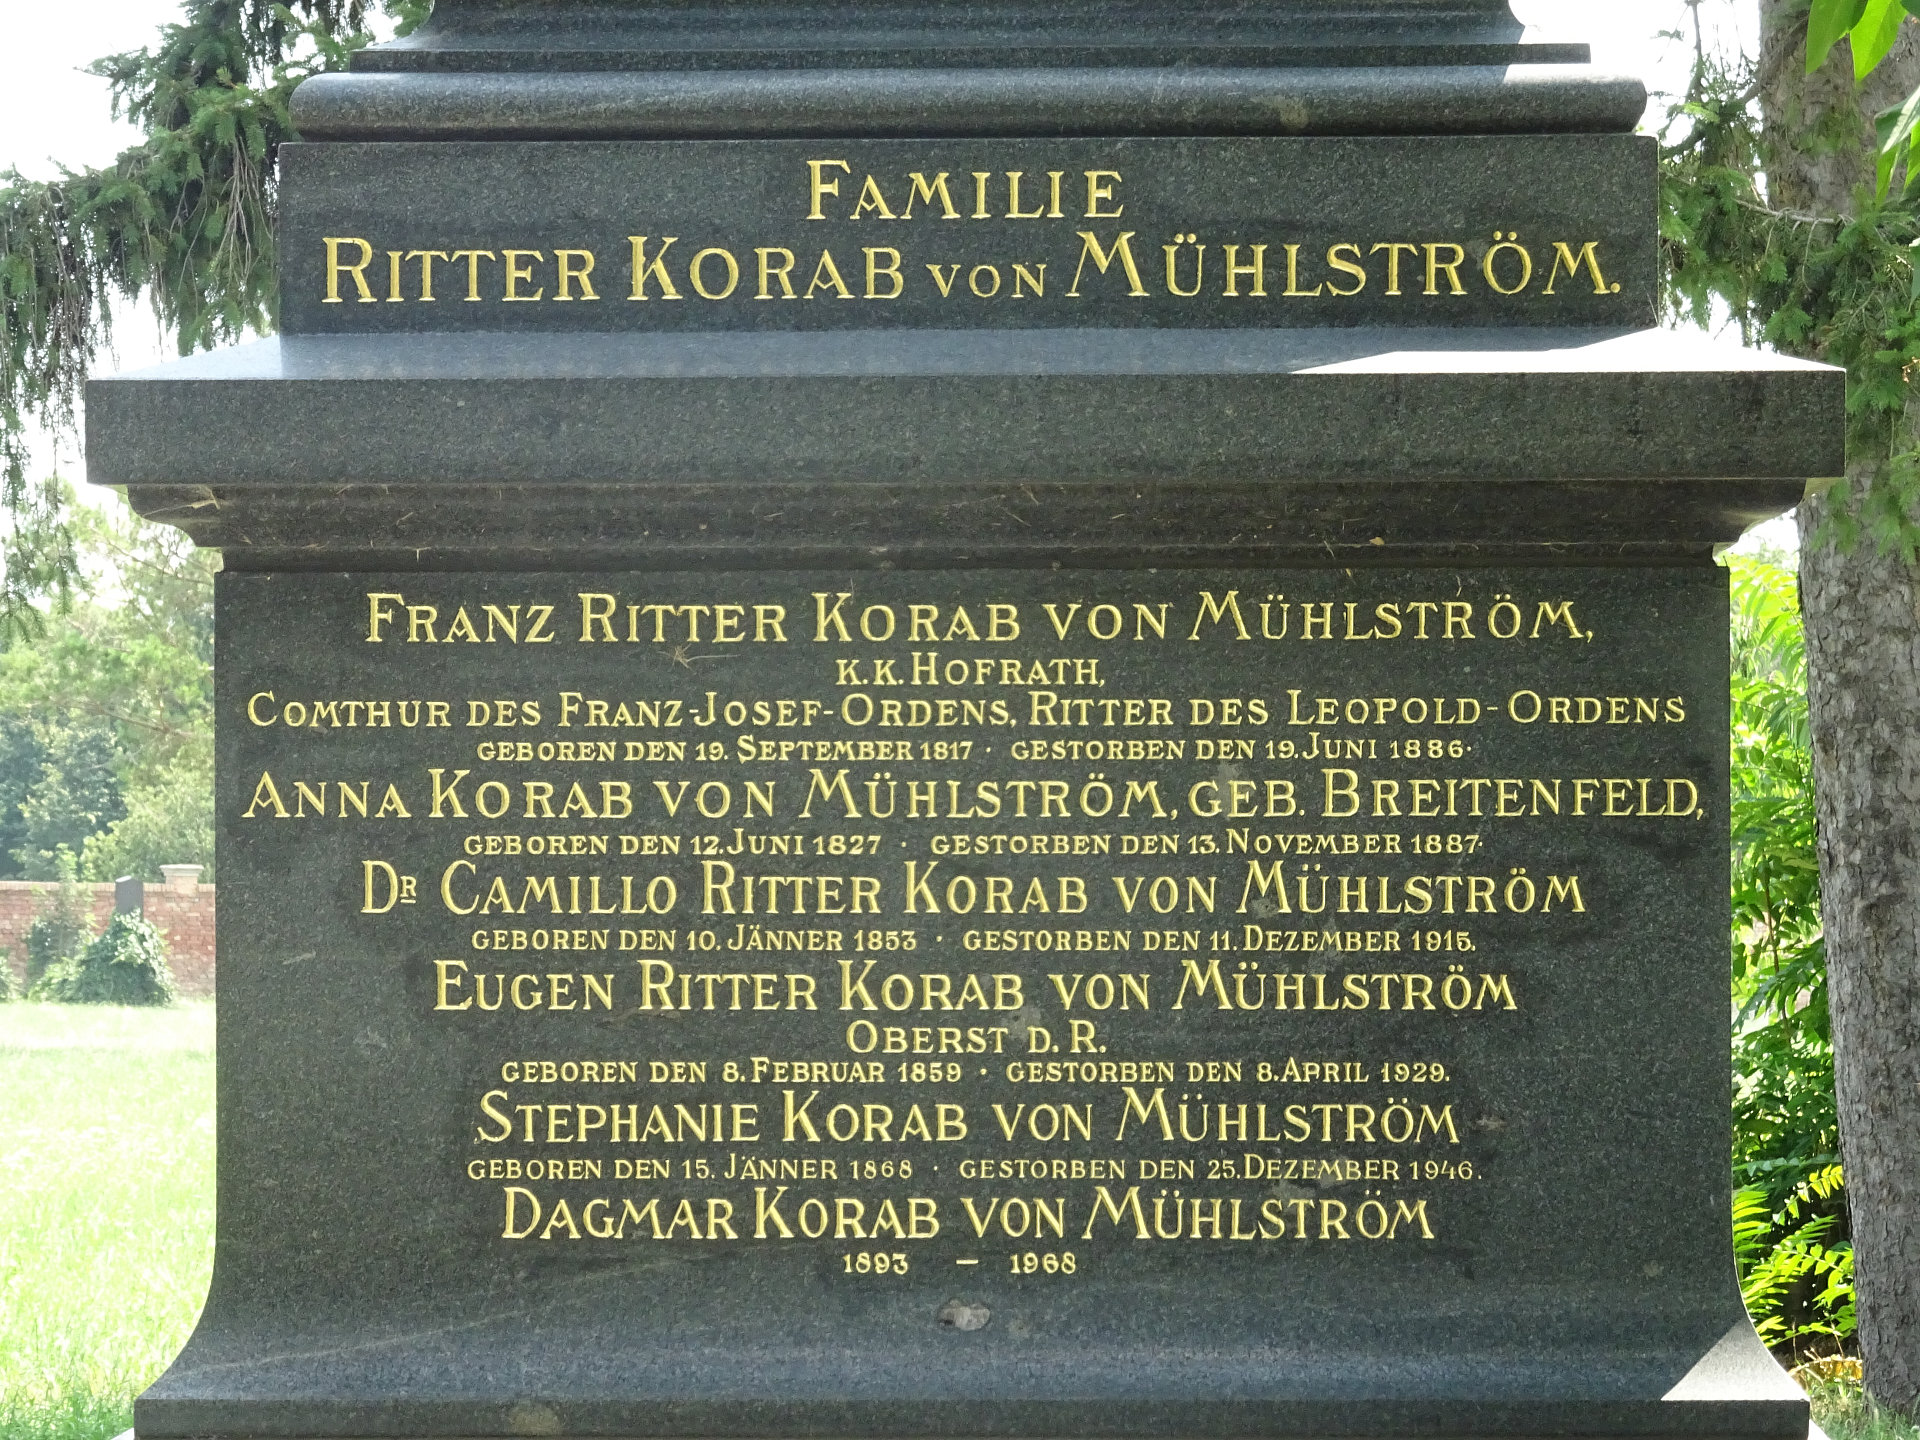 FAMILIE
RITTER KORAB VON MÜHLSTRÖM.
FRANZ RITTER KORAB VON MÜHLSTRÖM,
K.K. HOFRATH,
COMTHUR DES FRANZ-JOSEF-ORDENS, RITTER DES LEOPOLD-ORDENS
GEBOREN DEN 19. SEPTEMBER 1817 · GESTORBEN DEN 19. JUNI 1886·
ANNA KORAB VON MÜHLSTRÖM, GEB. BREITENFELD,
GEBOREN DEN 12. JUNI 1827 · GESTORBEN DEN 13. NOVEMBER 1887·
DR CAMILLO RITTER KORAB VON MÜHLSTRÖM
GEBOREN DEN 10. JÄNNER 1853 · GESTORBEN DEN 11. DEZEMBER 1915.
EUGEN RITTER KORAB VON MÜHLSTRÖM
OBERST D. R.
GEBOREN DEN 8. FEBRUAR 1859 · GESTORBEN DEN 8. APRIL 1929.
STEPHANIE KORAB VON MÜHLSTRÖM
GEBOREN DEN 15. JÄNNER 1868 · GESTORBEN DEN 25. DEZEMBER 1946.
DAGMAR KORAB VON MÜHLSTRÖM
1893 – 1968